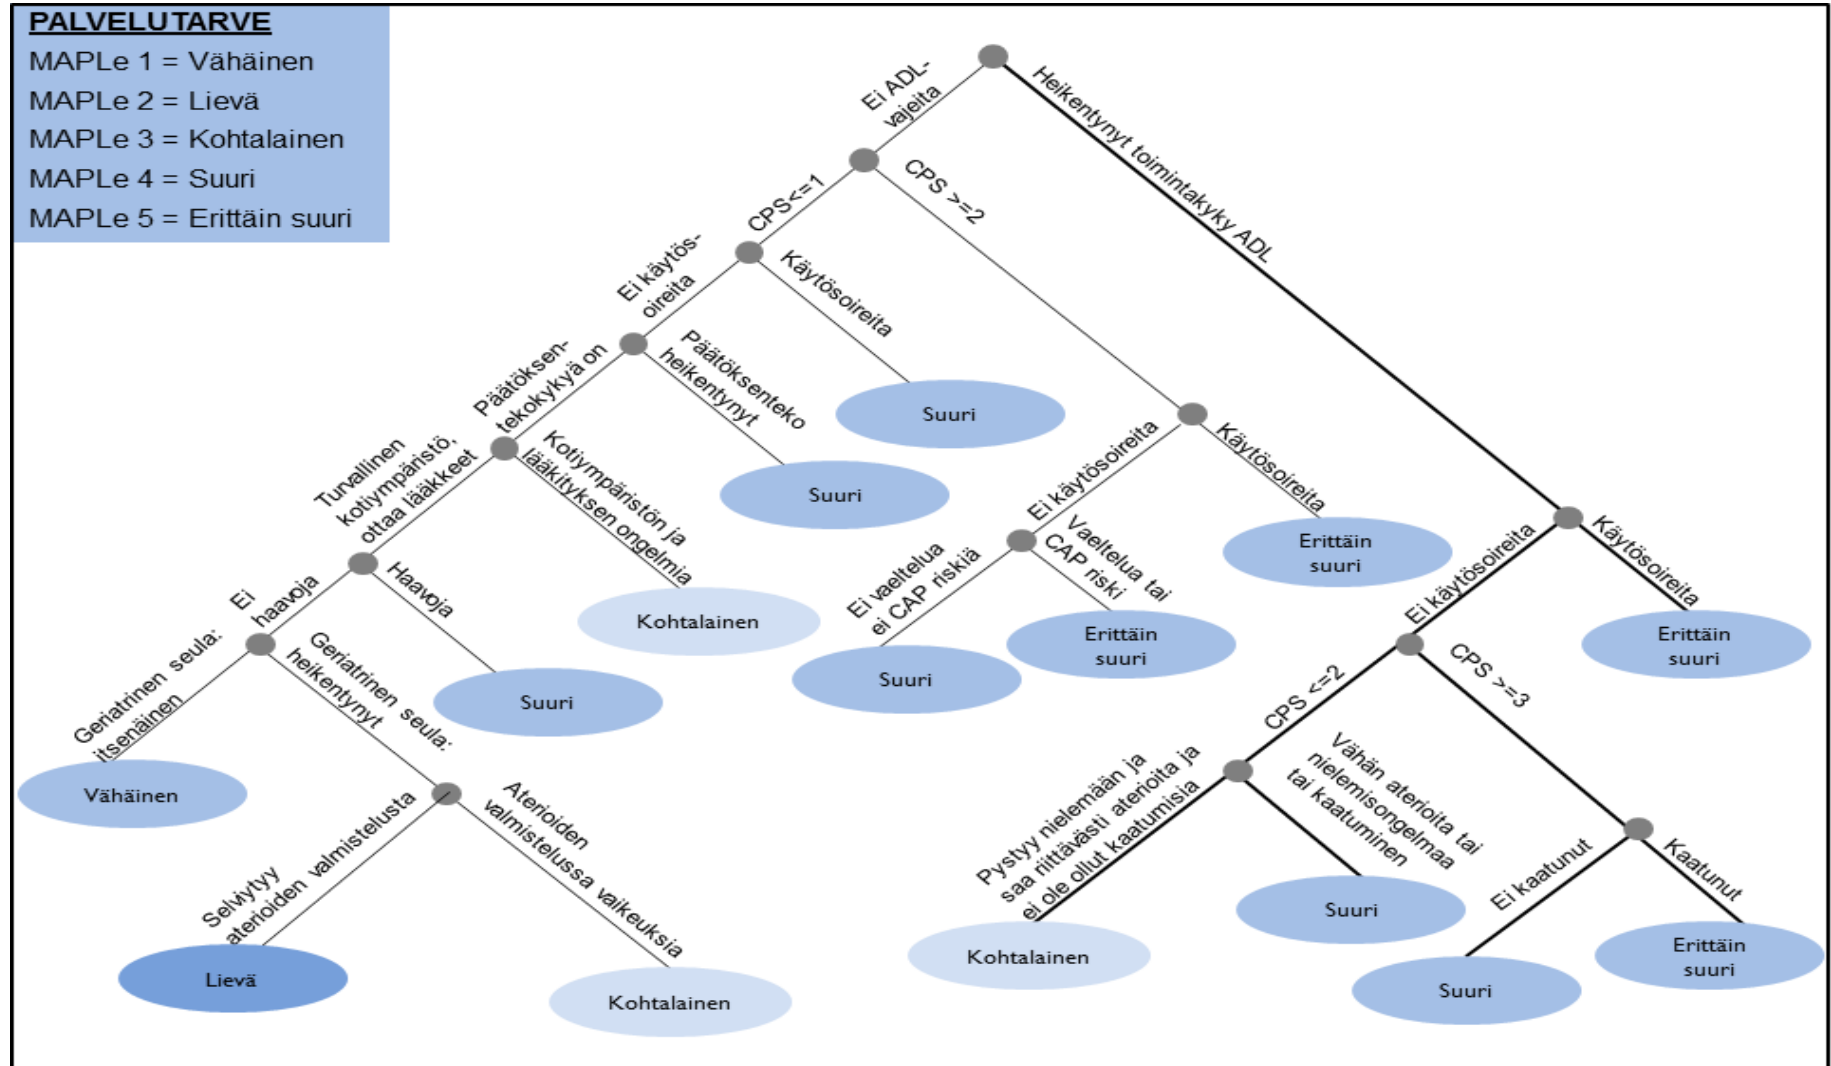 PALVELUTARVE
MAPLe 1 = Vähäinen
MAPLe 2 = Lievä
MAPLe 3 = Kohtalainen
MAPLe 4 = Suuri
MAPLe 5 = Erittäin suuri
Ei ADL-
vajeita
Heikentynyt toimintakyky ADL
CPS<=1
CPS >=2
Ei käytös-
oireita
Käytösoireita
Suuri
Päätöksen-
tekokykyä on
Päätöksenteko
heikentynyt
Suuri
Turvallinen
kotiympäristö,
ottaa lääkkeet
Kotiympäristön ja
lääkityksen ongelmia
Kohtalainen
Ei
haavoja
Haavoja
Suuri
Geriatrinen seula:
itsenäinen
Geriatrinen seula:
heikentynyt
Vähäinen
Selviytyy
aterioiden valmistelusta
Aterioiden
valmistelussa vaikeuksia
Lievä
Kohtalainen
Ei käytösoireita
Käytösoireita
Erittäin
suuri
Ei vaeltelua
ei CAP riskiä
Vaeltelua tai
CAP riski
Suuri
Erittäin
suuri
Ei käytösoireita
Käytösoireita
Erittäin
suuri
CPS <=2
CPS >=3
Pystyy nielemään ja
saa riittävästi aterioita ja
ei ole ollut kaatumisia
Vähän aterioita tai
nielemisongelmaa
tai kaatuminen
Kohtalainen
Suuri
Ei kaatunut
Kaatunut
Suuri
Erittäin
suuri